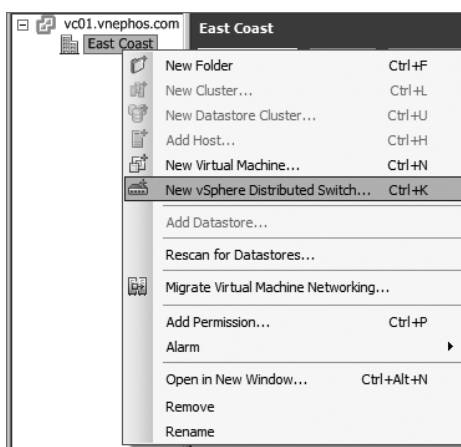 vc01.vnephos.com
East Coast
East Coast
New Folder Ctrl+F
New Cluster... Ctrl+L
New Datastore Cluster... Ctrl+U
Add Host... Ctrl+H
New Virtual Machine... Ctrl+N
New vSphere Distributed Switch... Ctrl+K
Add Datastore...
Rescan for Datastores...
Migrate Virtual Machine Networking...
Add Permission... Ctrl+P
Alarm
Open in New Window... Ctrl+Alt+N
Remove
Rename